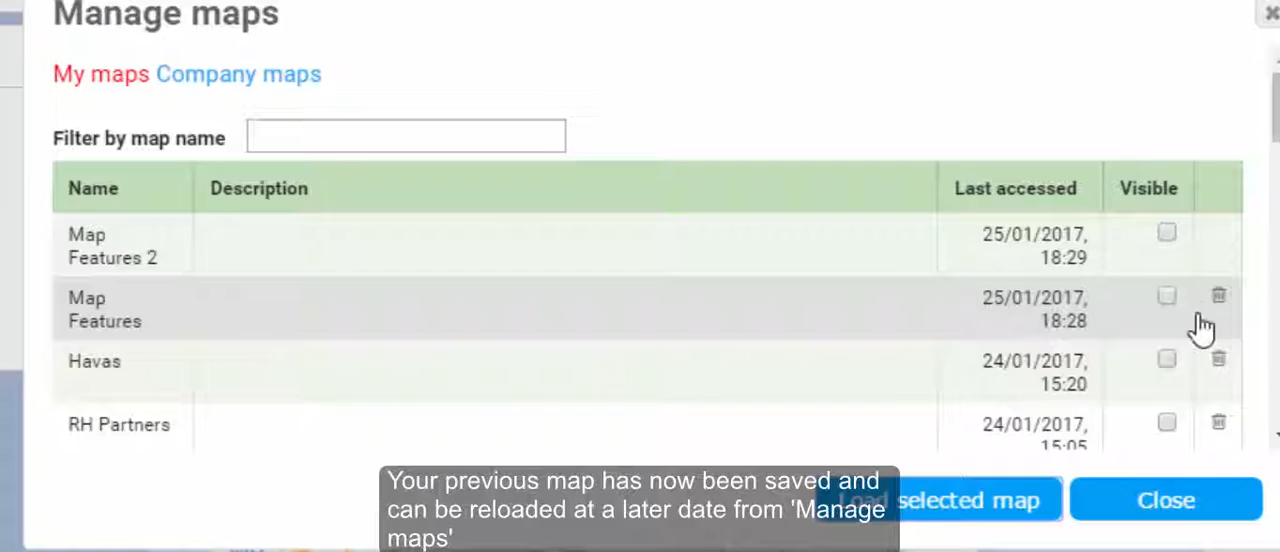 Manage maps
My maps Company maps
Filter by map name
Name Description Last accessed Visible
Map Features 2 25/01/2017, 18:29
Map Features 25/01/2017, 18:28
Havas 24/01/2017, 15:20
RH Partners 24/01/2017, 15:05
Your previous map has now been saved and
can be reloaded at a later date from 'Manage
maps'
Load selected map Close